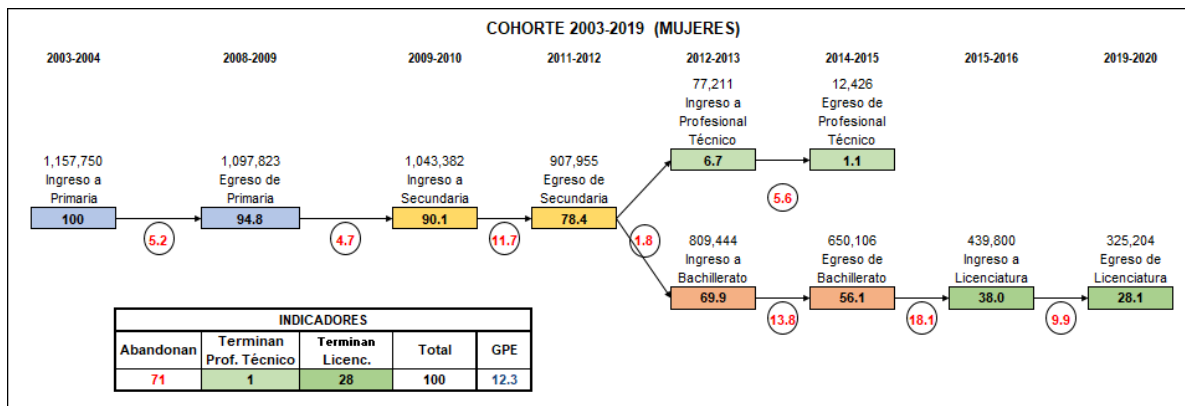 COHORTE 2003-2019 (MUJERES)
2003-2004 2008-2009 2009-2010 2011-2012 2012-2013 2014-2015 2015-2016 2019-2020
77,211
Ingreso a
Profesional
Técnico
6.7
12,426
Egreso de
Profesional
Técnico
1.1
5.6
1,157,750
Ingreso a
Primaria
100
5.2
1,097,823
Egreso de
Primaria
94.8
4.7
1,043,382
Ingreso a
Secundaria
90.1
11.7
907,955
Egreso de
Secundaria
78.4
1.8
809,444
Ingreso a
Bachillerato
69.9
13.8
650,106
Egreso de
Bachillerato
56.1
18.1
439,800
Ingreso a
Licenciatura
38.0
9.9
325,204
Egreso de
Licenciatura
28.1
INDICADORES
Abandonan
Terminan
Prof. Técnico
Terminan
Licenc.
Total
GPE
71 1 28 100 12.3